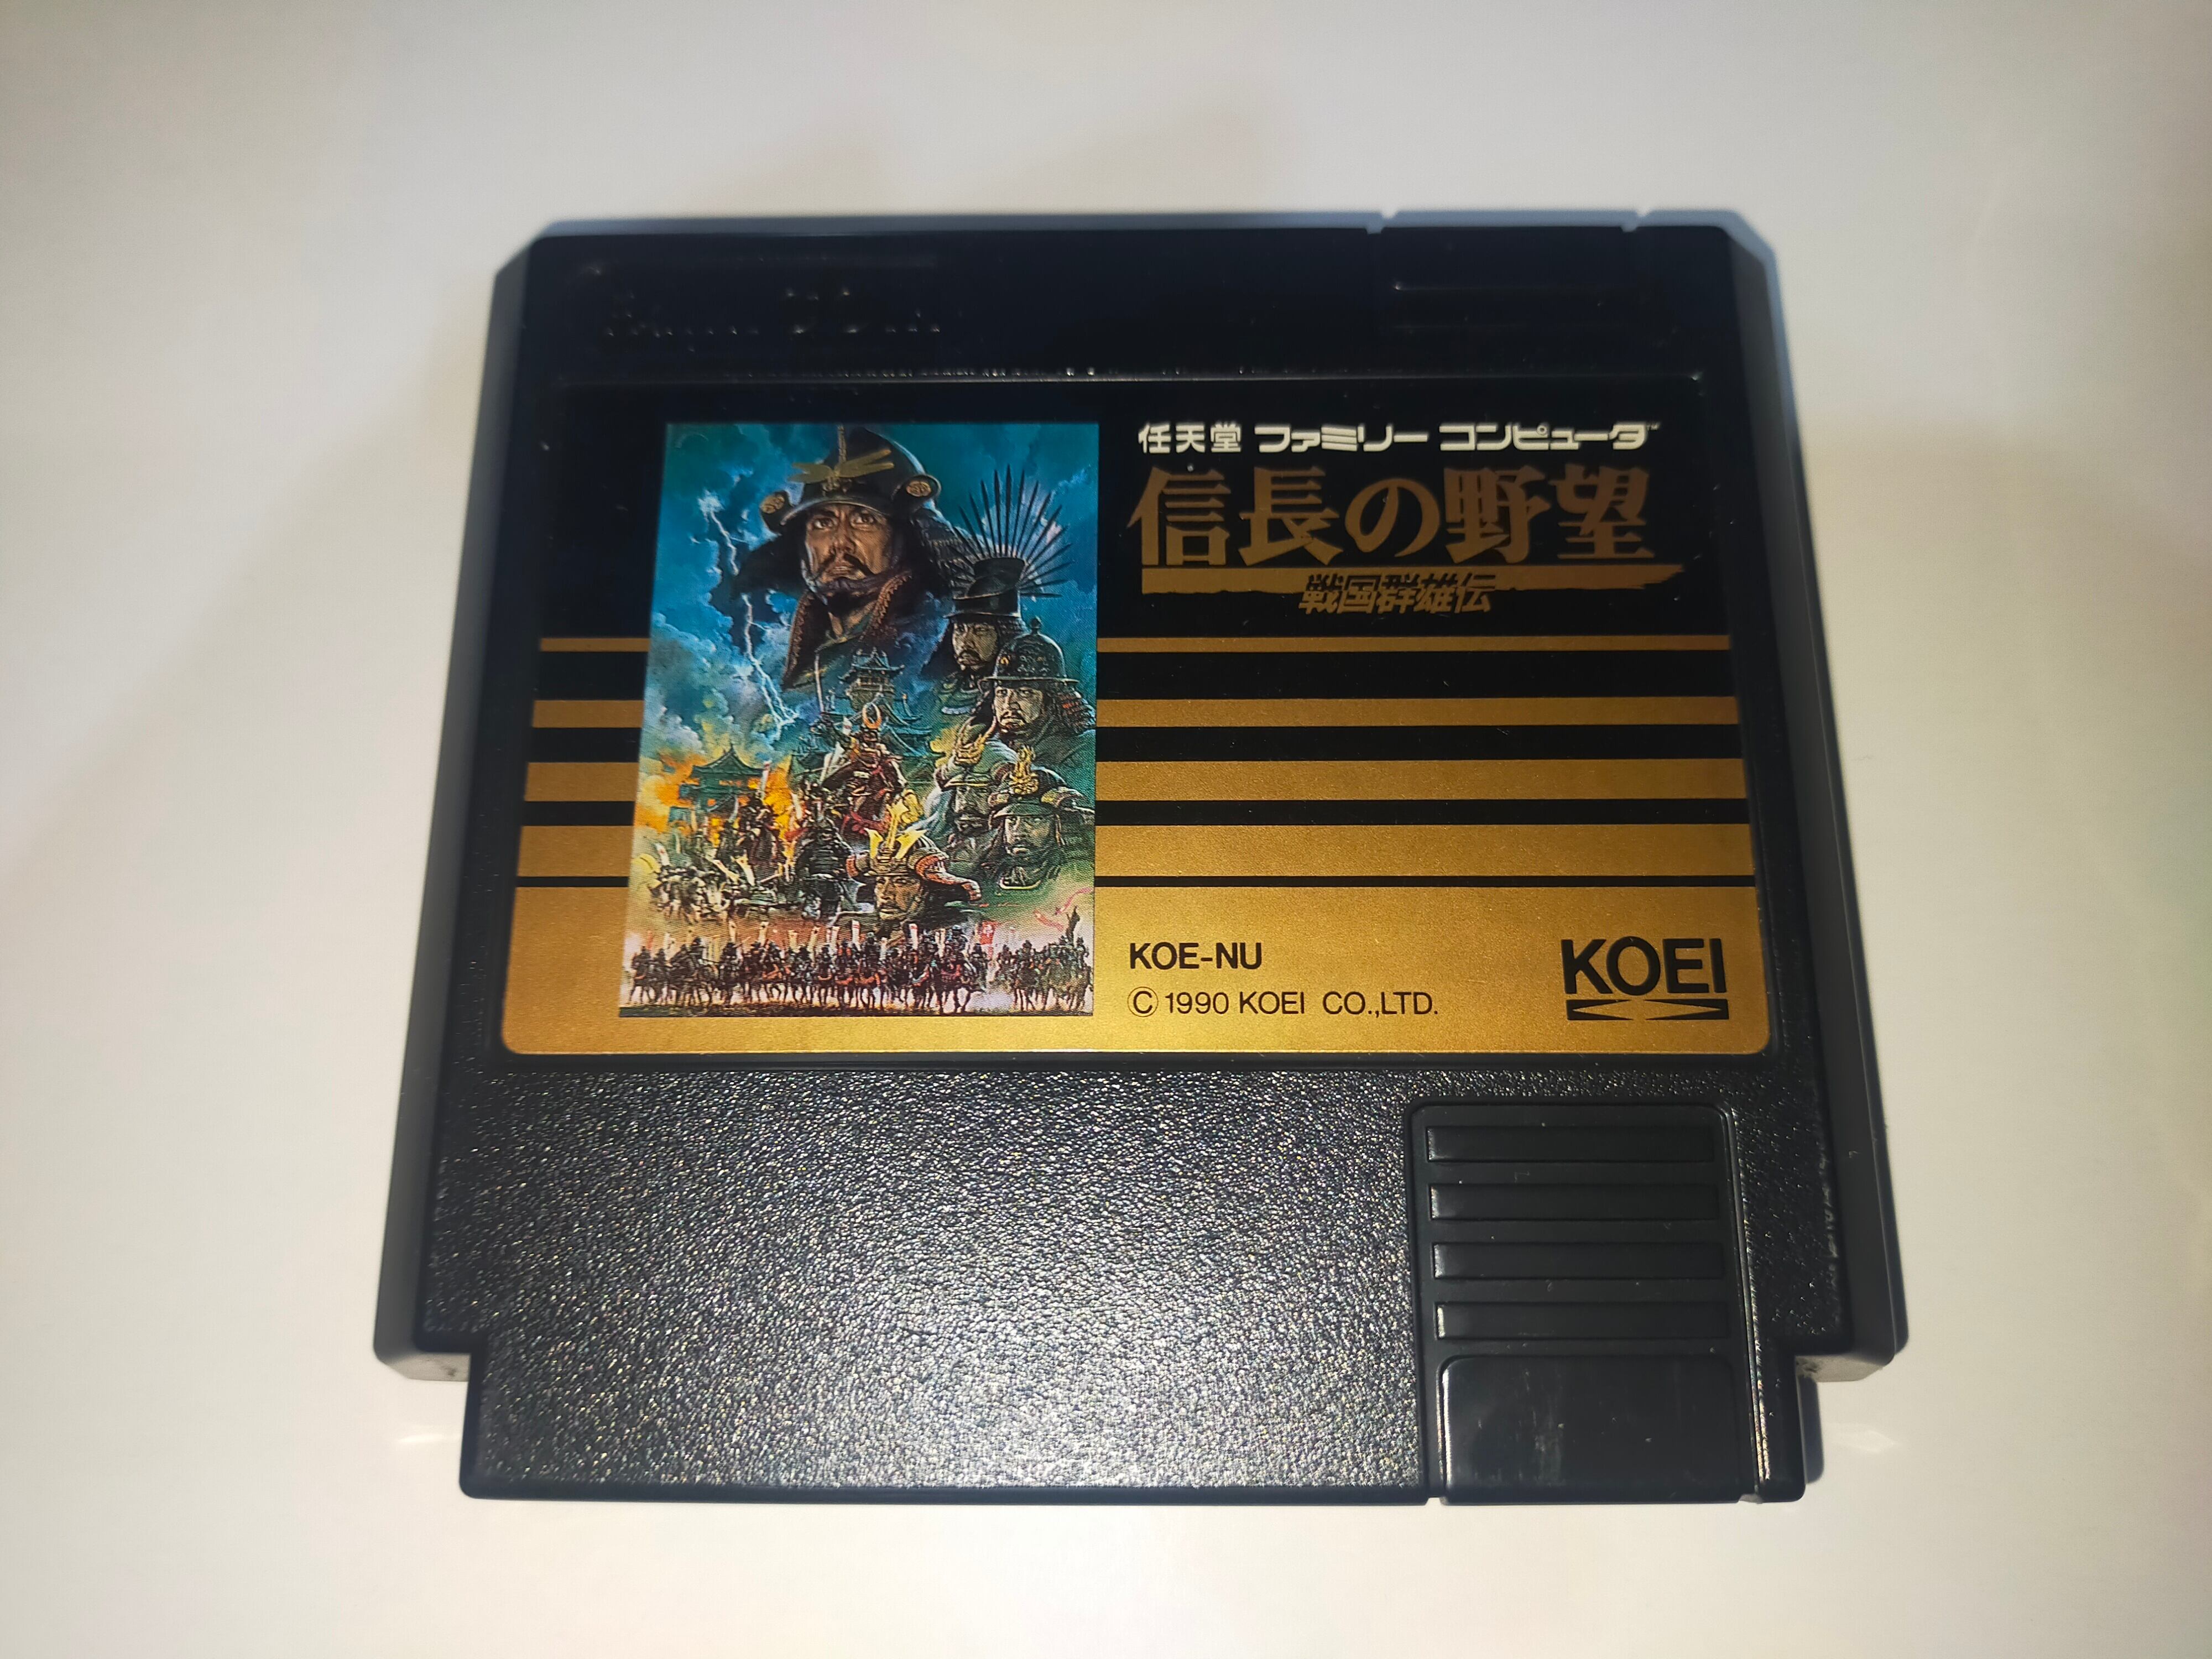 任天堂 ファミリー コンピュータ™
信長の野望
戦国群雄伝
KOE-NU
© 1990 KOEI CO.,LTD.
KOEI